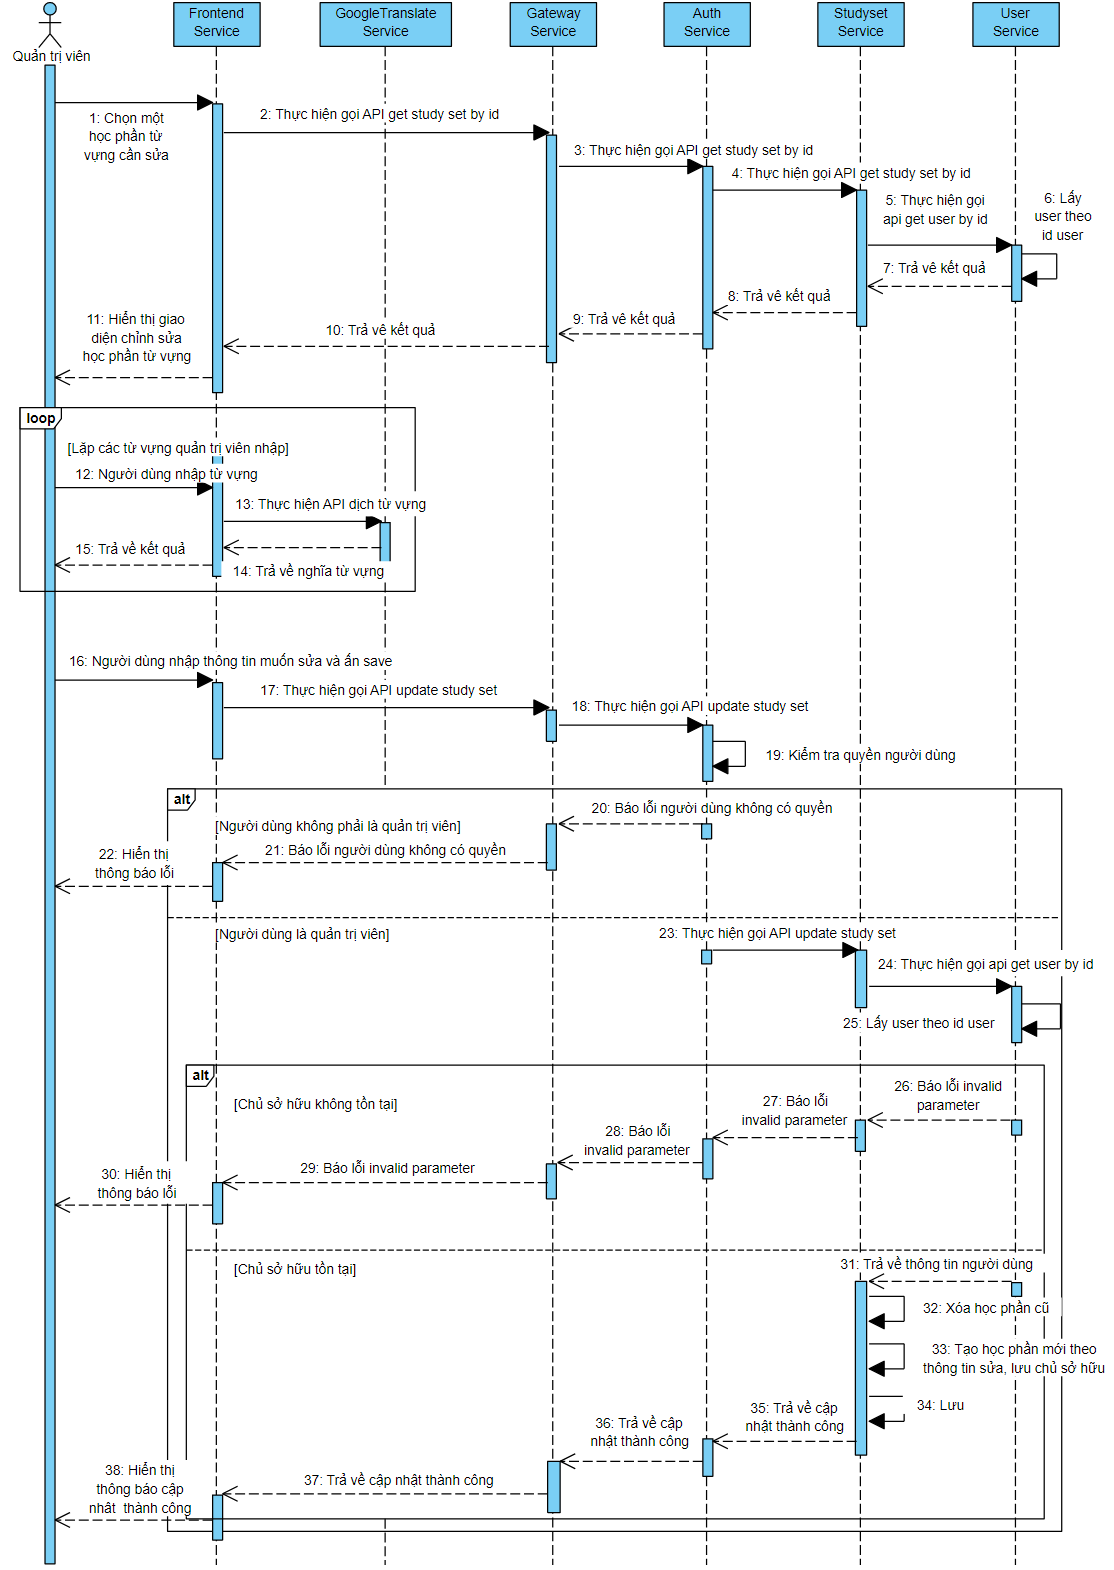 Quản trị viên
Frontend
Service
GoogleTranslate
Service
Gateway
Service
Auth
Service
Studyset
Service
User
Service
1: Chọn một
học phần từ
vựng cần sửa
2: Thực hiện gọi API get study set by id
3: Thực hiện gọi API get study set by id
4: Thực hiện gọi API get study set by id
5: Thực hiện gọi
api get user by id
6: Lấy
user theo
id user
7: Trả vê kết quả
8: Trả vê kết quả
9: Trả vê kết quả
10: Trả vê kết quả
11: Hiển thị giao
diện chỉnh sửa
học phần từ vựng
loop
[Lặp các từ vựng quản trị viên nhập]
12: Người dùng nhập từ vựng
13: Thực hiện API dịch từ vựng
14: Trả về nghĩa từ vựng
15: Trả về kết quả
16: Người dùng nhập thông tin muốn sửa và ấn save
17: Thực hiện gọi API update study set
18: Thực hiện gọi API update study set
19: Kiểm tra quyền người dùng
alt
[Người dùng không phải là quản trị viên]
20: Báo lỗi người dùng không có quyền
21: Báo lỗi người dùng không có quyền
22: Hiển thị
thông báo lỗi
[Người dùng là quản trị viên]
23: Thực hiện gọi API update study set
24: Thực hiện gọi api get user by id
25: Lấy user theo id user
alt
[Chủ sở hữu không tồn tại]
26: Báo lỗi invalid
parameter
27: Báo lỗi
invalid parameter
28: Báo lỗi
invalid parameter
29: Báo lỗi invalid parameter
30: Hiển thị
thông báo lỗi
[Chủ sở hữu tồn tại]
31: Trả về thông tin người dùng
32: Xóa học phần cũ
33: Tạo học phần mới theo
thông tin sửa, lưu chủ sở hữu
34: Lưu
35: Trả về cập
nhật thành công
36: Trả về cập
nhật thành công
37: Trả về cập nhật thành công
38: Hiển thị
thông báo cập
nhật thành công